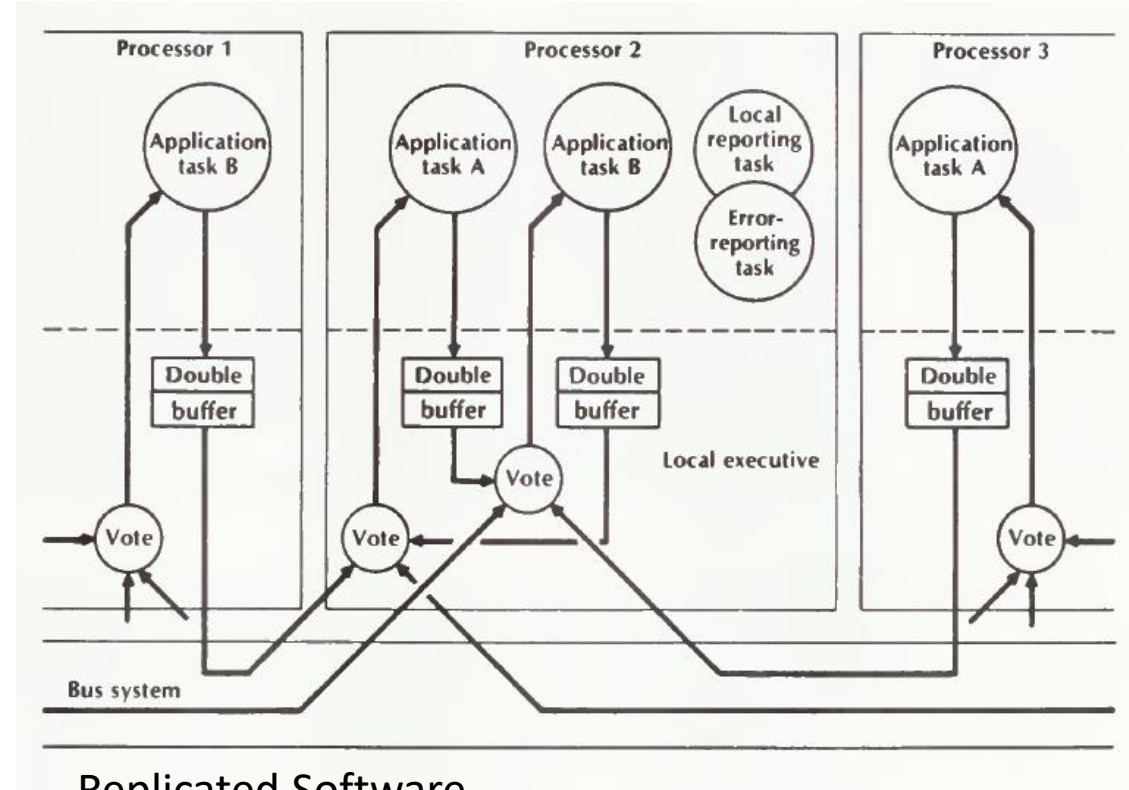 Processor 1
Processor 2
Processor 3
Application
task B
Application
task A
Application
task B
Local
reporting
task
Error-
reporting
task
Application
task A
Double
buffer
Double
buffer
Double
buffer
Double
buffer
Local executive
Vote
Vote
Vote
Vote
Bus system
Replicated Software